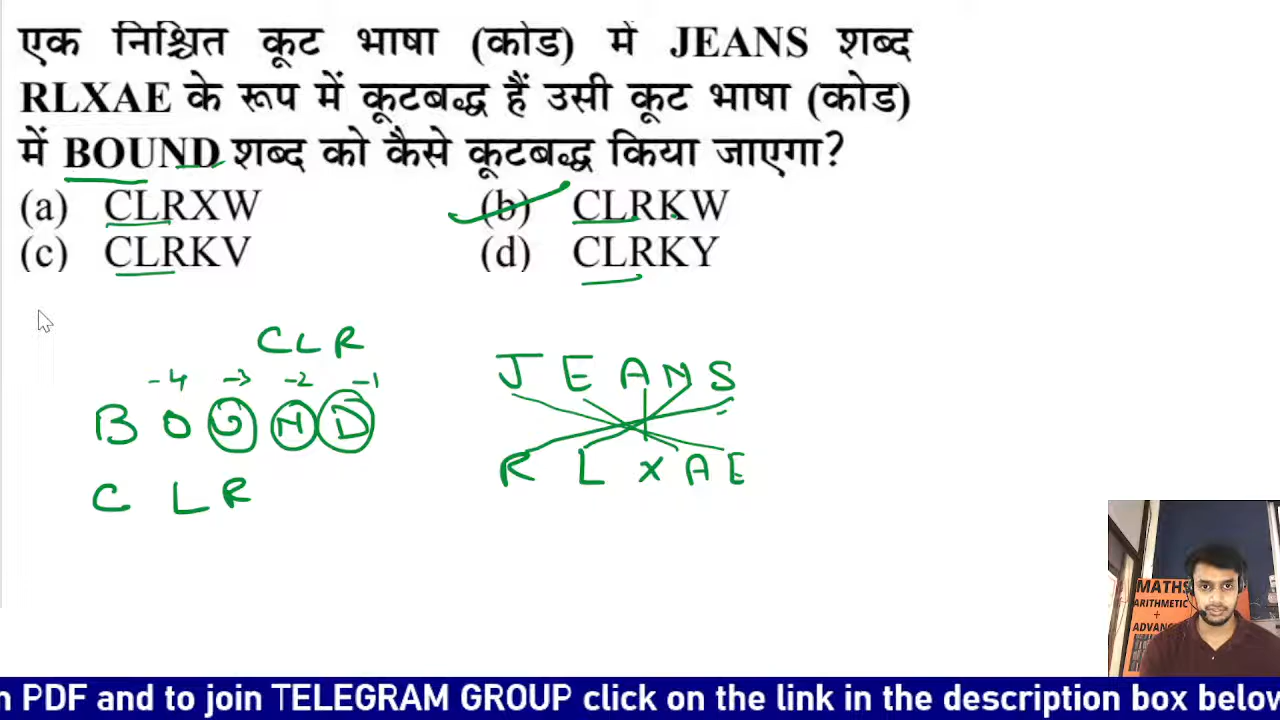 एक निश्चित कूट भाषा (कोड) में JEANS शब्द
RLXAE के रूप में कूटबद्ध हैं उसी कूट भाषा (कोड)
में BOUND शब्द को कैसे कूटबद्ध किया जाएगा?
(a) CLRXW (b) CLRKW
(c) CLRKV (d) CLRKY
CLR
-4 -3 -2 -1
B O U N D
C L R
J E A N S
R L X A E
MATHS
ARITHMETIC
+
ADVANC
n PDF and to join TELEGRAM GROUP click on the link in the description box below